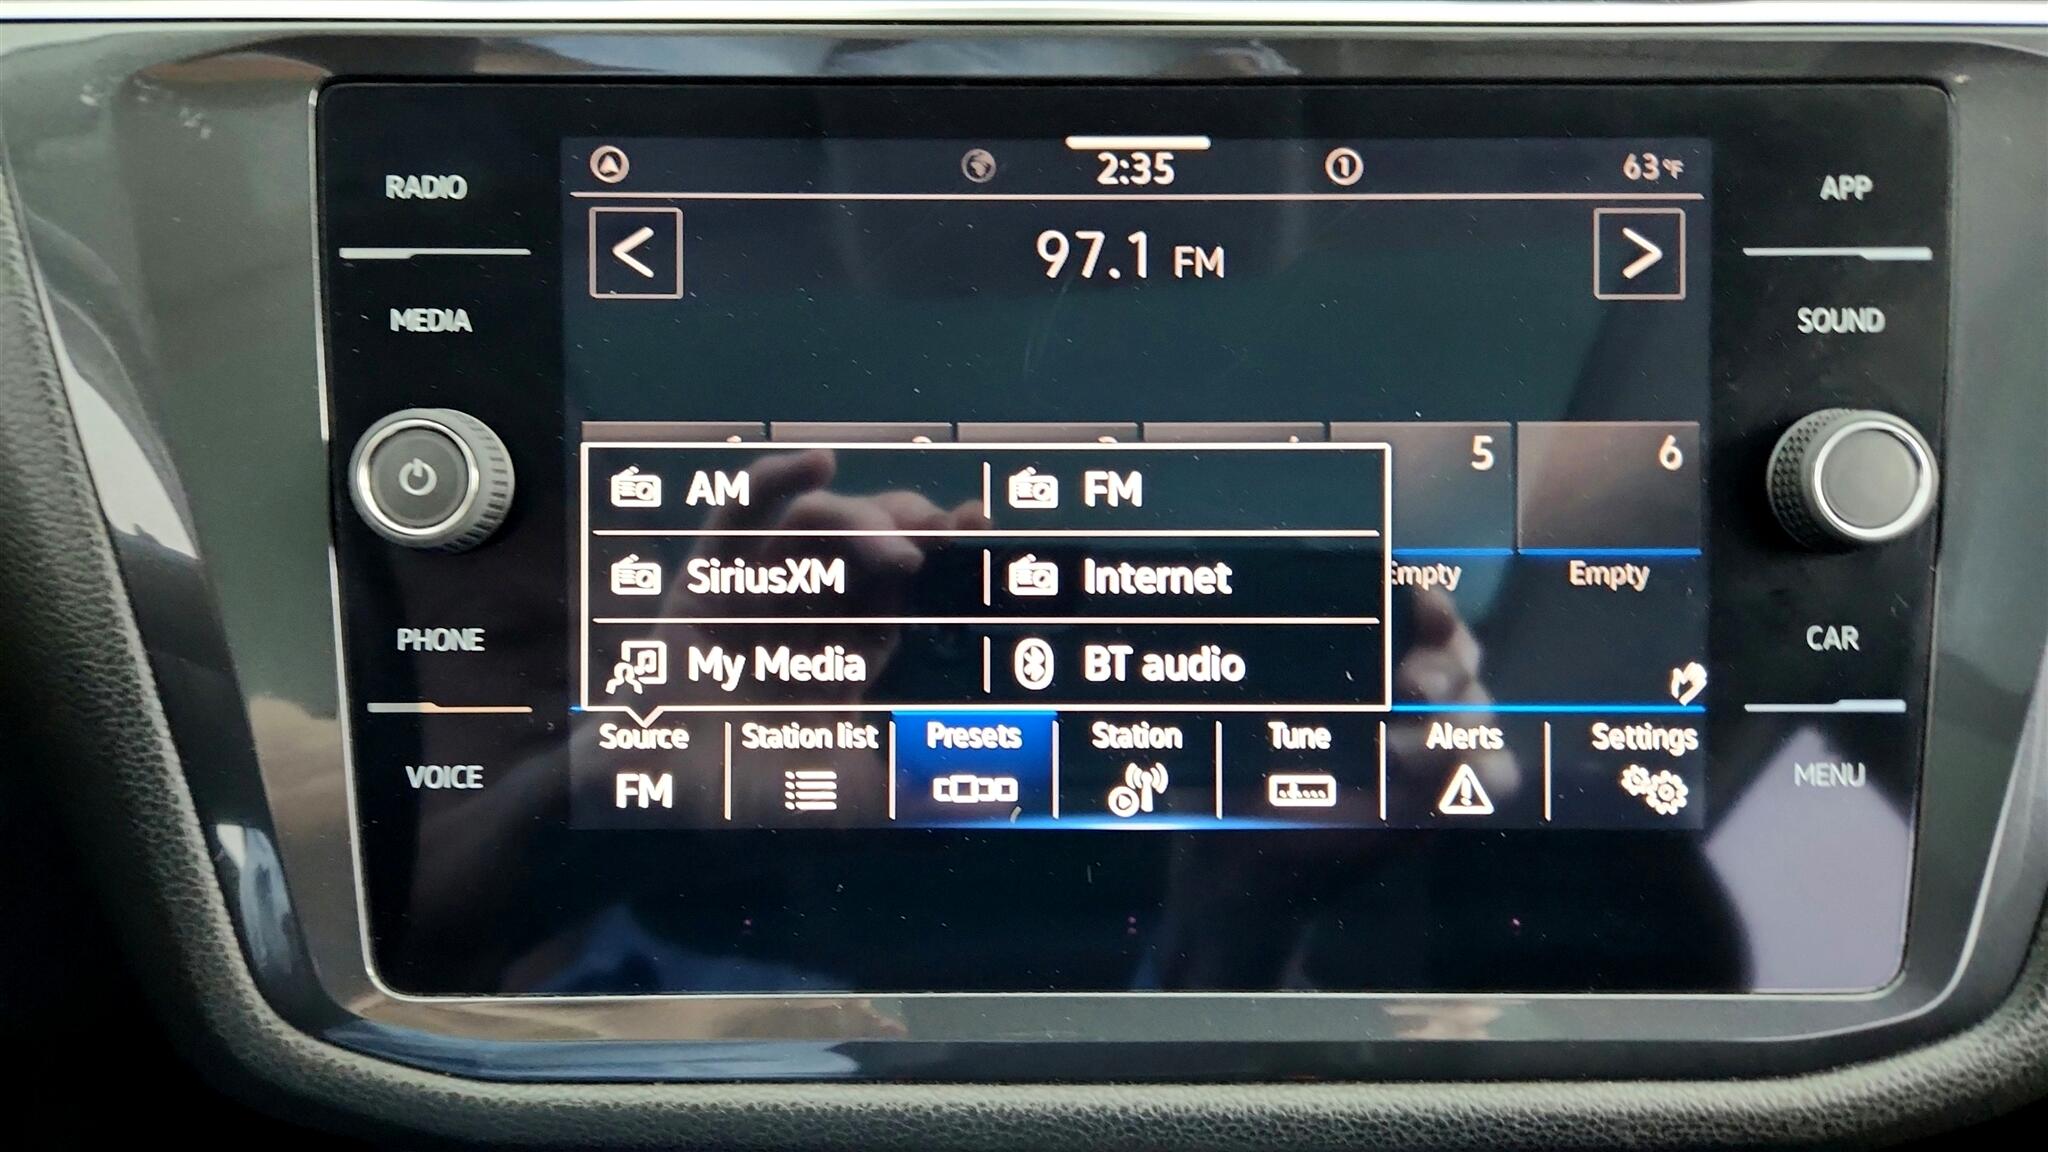 RADIO
MEDIA
PHONE
VOICE
2:35
1
63°F
<
97.1 FM
>
5
6
AM
FM
SiriusXM
Internet
Empty
Empty
My Media
BT audio
Source
FM
Station list
Presets
Station
Tune
Alerts
Settings
APP
SOUND
CAR
MENU